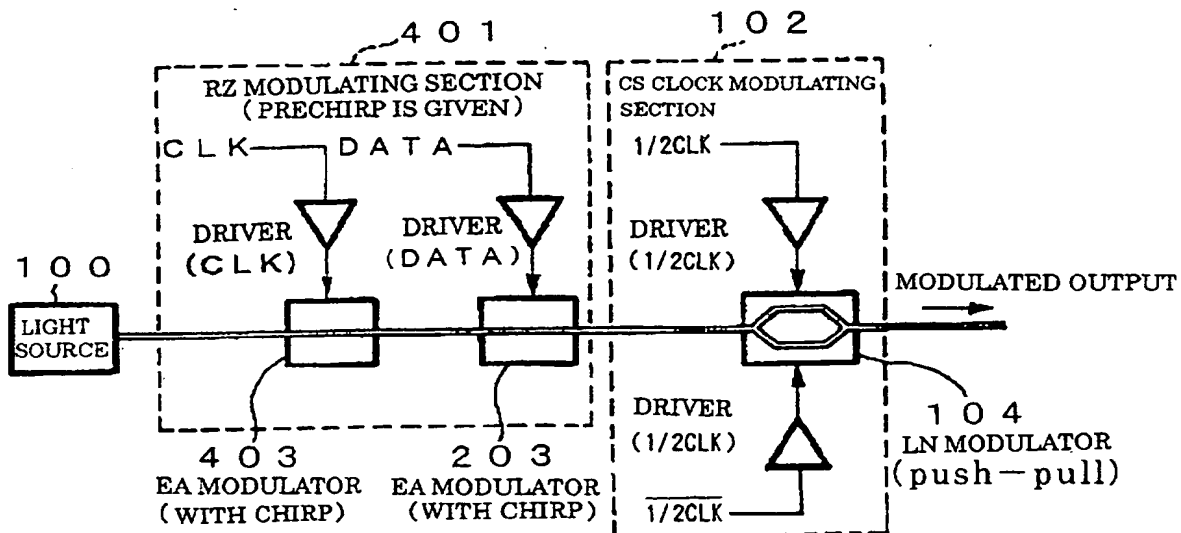 401
102
RZ MODULATING SECTION
(PRECHIRP IS GIVEN)
CLK
DATA
DRIVER
(CLK)
DRIVER
(DATA)
CS CLOCK MODULATING
SECTION
1/2CLK
DRIVER
(1/2CLK)
100
LIGHT
SOURCE
MODULATED OUTPUT
DRIVER
(1/2CLK)
1/2CLK
403
EA MODULATOR
(WITH CHIRP)
203
EA MODULATOR
(WITH CHIRP)
104
LN MODULATOR
(push-pull)